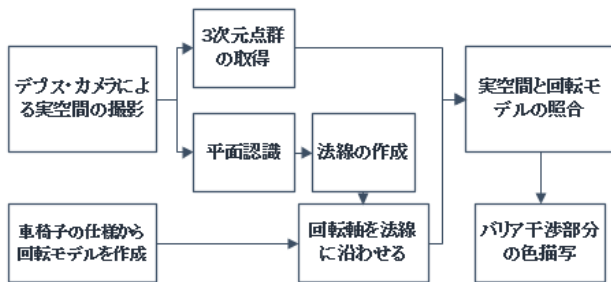 3次元点群
の取得
デプス・カメラによ
る実空間の撮影
実空間と回転モ
デルの照合
平面認識
法線の作成
車椅子の仕様から
回転モデルを作成
回転軸を法線
に沿わせる
バリア干渉部分
の色描写